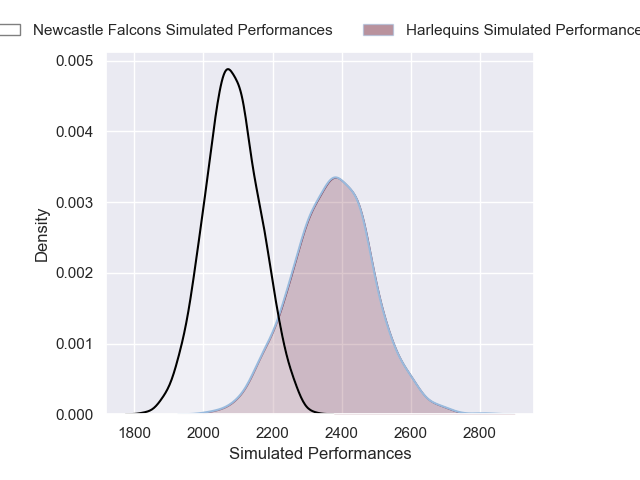 Newcastle Falcons Simulated Performances Harlequins Simulated Performance
0.005
0.004
0.003
0.002
0.001
0.000
Density
1800 2000 2200 2400 2600 2800
Simulated Performances